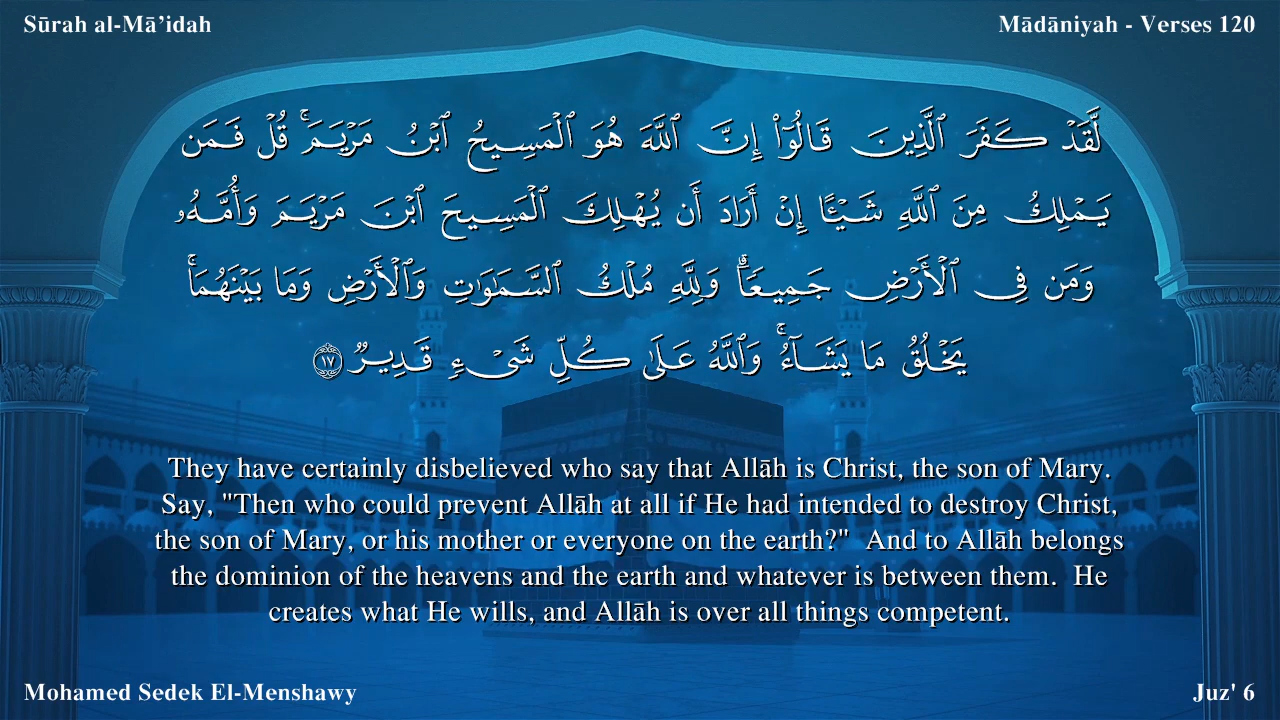 Sūrah al-Mā’idah
Mādāniyah - Verses 120
لَّقَدْ كَفَرَ ٱلَّذِينَ قَالُوٓا۟ إِنَّ ٱللَّهَ هُوَ ٱلْمَسِيحُ ٱبْنُ مَرْيَمَ ۚ قُلْ فَمَن
يَمْلِكُ مِنَ ٱللَّهِ شَيْـًٔا إِنْ أَرَادَ أَن يُهْلِكَ ٱلْمَسِيحَ ٱبْنَ مَرْيَمَ وَأُمَّهُۥ
وَمَن فِى ٱلْأَرْضِ جَمِيعًا ۗ وَلِلَّهِ مُلْكُ ٱلسَّمَٰوَٰتِ وَٱلْأَرْضِ وَمَا بَيْنَهُمَا ۚ
يَخْلُقُ مَا يَشَآءُ ۚ وَٱللَّهُ عَلَىٰ كُلِّ شَىْءٍ قَدِيرٌ ١٧
They have certainly disbelieved who say that Allāh is Christ, the son of Mary.
Say, "Then who could prevent Allāh at all if He had intended to destroy Christ,
the son of Mary, or his mother or everyone on the earth?"  And to Allāh belongs
the dominion of the heavens and the earth and whatever is between them.  He
creates what He wills, and Allāh is over all things competent.
Mohamed Sedek El-Menshawy
Juz' 6